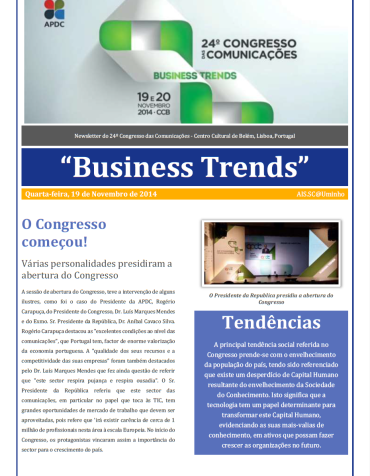 APDC
24º CONGRESSO
DAS COMUNICAÇÕES
BUSINESS TRENDS
19 E 20
NOVEMBRO
2014 · CCB
Newsletter do 24º Congresso das Comunicações - Centro Cultural de Belém, Lisboa, Portugal
“Business Trends”
Quarta-feira, 19 de Novembro de 2014
AIS.SC@Uminho
O Congresso
começou!
Várias personalidades presidiram a
abertura do Congresso
A sessão de abertura do Congresso, teve a intervenção de alguns
ilustres, como foi o caso do Presidente da APDC, Rogério
Carapuça, do Presidente do Congresso, Dr. Luís Marques Mendes
e do Exmo. Sr. Presidente da República, Dr. Aníbal Cavaco Silva
Rogério Carapuça destacou as “excelentes condições ao nível das
comunicações”, que Portugal tem, factor de enorme valorização
da economia portuguesa. A “qualidade dos seus recursos e a
competitividade das suas empresas” foram também destacados
pelo Dr. Luís Marques Mendes que fez ainda questão de referir
que “este sector respira pujança e respira ousadia”. O Sr.
Presidente da República referiu que este sector das
comunicações, em particular no papel que toca às TIC, tem
grandes oportunidades de mercado de trabalho que devem ser
aproveitadas, pois refere que ‘irá existir carência de cerca de 1
milhão de profissionais nesta área à escala Europeia. No início do
Congresso, os protagonistas vincaram assim a importância do
sector para o crescimento do país.
O Presidente da Republica presidiu a abertura do
Congresso
Tendências
A principal tendência social referida no
Congresso prende-se com o envelhecimento
da população do país, tendo sido referenciado
que existe um desperdício de Capital Humano
resultante do envelhecimento da Sociedade
do Conhecimento. Isto significa que a
tecnologia tem um papel determinante para
transformar este Capital Humano,
evidenciando as suas mais-valias de
conhecimento, em ativos que possam fazer
crescer as organizações no futuro.